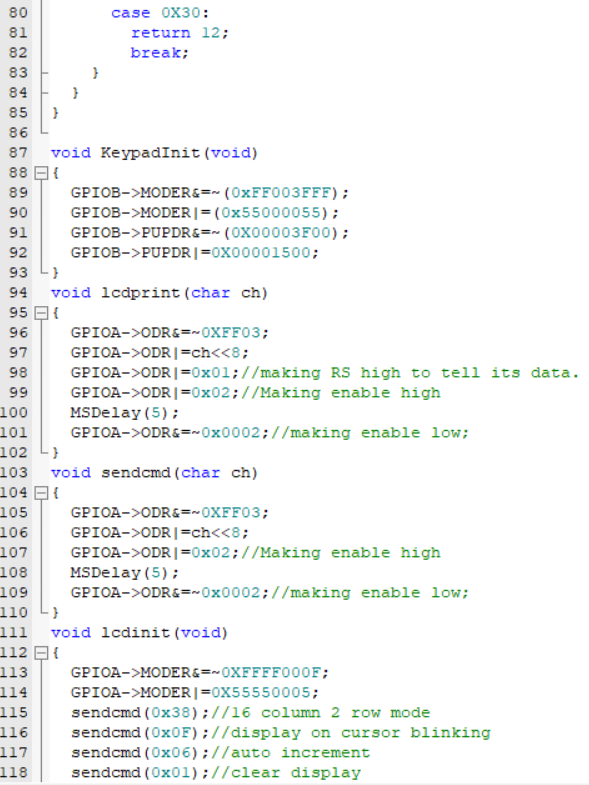 80 case 0X30:
81 return 12;
82 break;
83 }
84 }
85 }
86
87 void KeypadInit(void)
88 {
89 GPIOB->MODER&=~(0xFF003FFF);
90 GPIOB->MODER|=(0x55000055);
91 GPIOB->PUPDR&=~(0X00003F00);
92 GPIOB->PUPDR|=0X00001500;
93 }
94 void lcdprint(char ch)
95 {
96 GPIOA->ODR&=~0XFF03;
97 GPIOA->ODR|=ch<<8;
98 GPIOA->ODR|=0x01;//making RS high to tell its data.
99 GPIOA->ODR|=0x02;//Making enable high
100 MSDelay(5);
101 GPIOA->ODR&=~0x0002;//making enable low;
102 }
103 void sendcmd(char ch)
104 {
105 GPIOA->ODR&=~0XFF03;
106 GPIOA->ODR|=ch<<8;
107 GPIOA->ODR|=0x02;//Making enable high
108 MSDelay(5);
109 GPIOA->ODR&=~0x0002;//making enable low;
110 }
111 void lcdinit(void)
112 {
113 GPIOA->MODER&=~0XFFFF000F;
114 GPIOA->MODER|=0X55550005;
115 sendcmd(0x38);//16 column 2 row mode
116 sendcmd(0x0F);//display on cursor blinking
117 sendcmd(0x06);//auto increment
118 sendcmd(0x01);//clear display